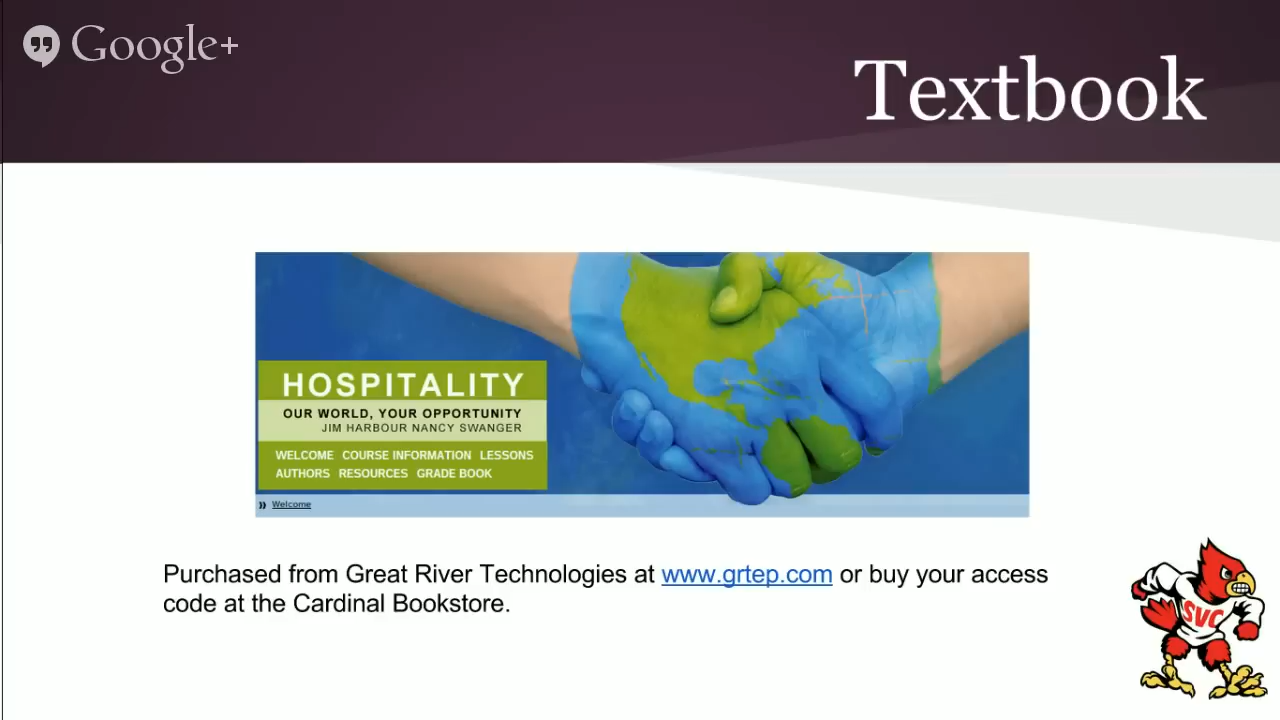 Google+
Textbook
HOSPITALITY
OUR WORLD, YOUR OPPORTUNITY
JIM HARBOUR NANCY SWANGER
WELCOME COURSE INFORMATION LESSONS
AUTHORS RESOURCES GRADE BOOK
» Welcome
Purchased from Great River Technologies at www.grtep.com or buy your access
code at the Cardinal Bookstore.
SVC